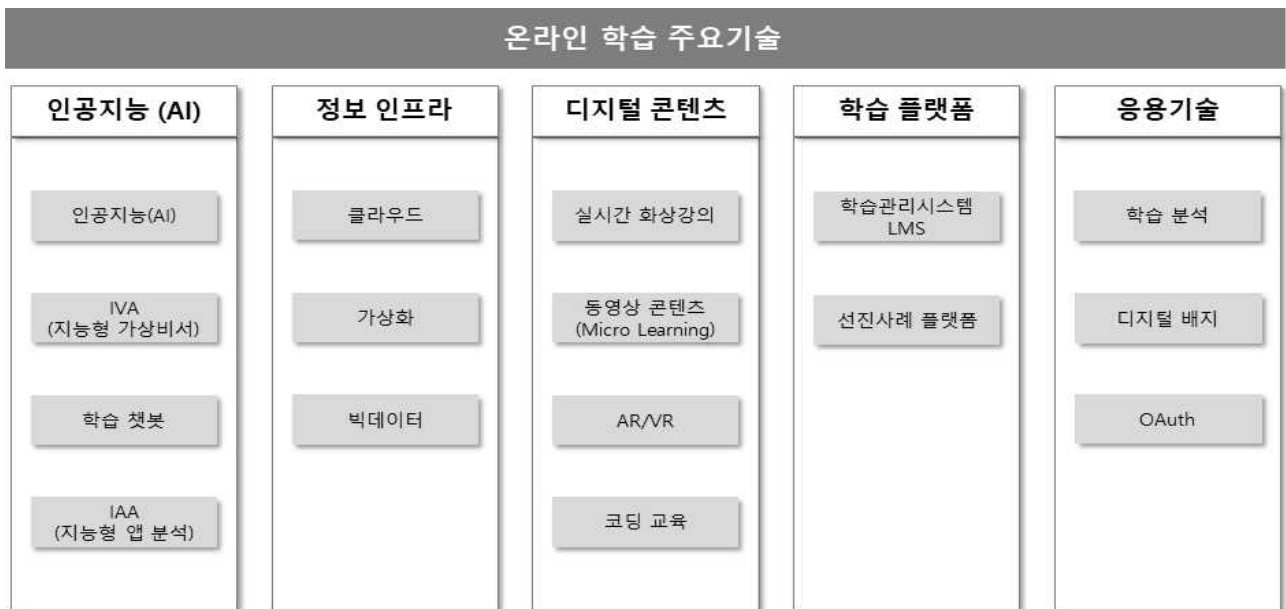 온라인 학습 주요기술
인공지능 (AI)
인공지능(AI)
IVA
(지능형 가상비서)
학습 챗봇
IAA
(지능형 앱 분석)
정보 인프라
클라우드
가상화
빅데이터
디지털 콘텐츠
실시간 화상강의
동영상 콘텐츠
(Micro Learning)
AR/VR
코딩 교육
학습 플랫폼
학습관리시스템
LMS
선진사례 플랫폼
응용기술
학습 분석
디지털 배지
OAuth